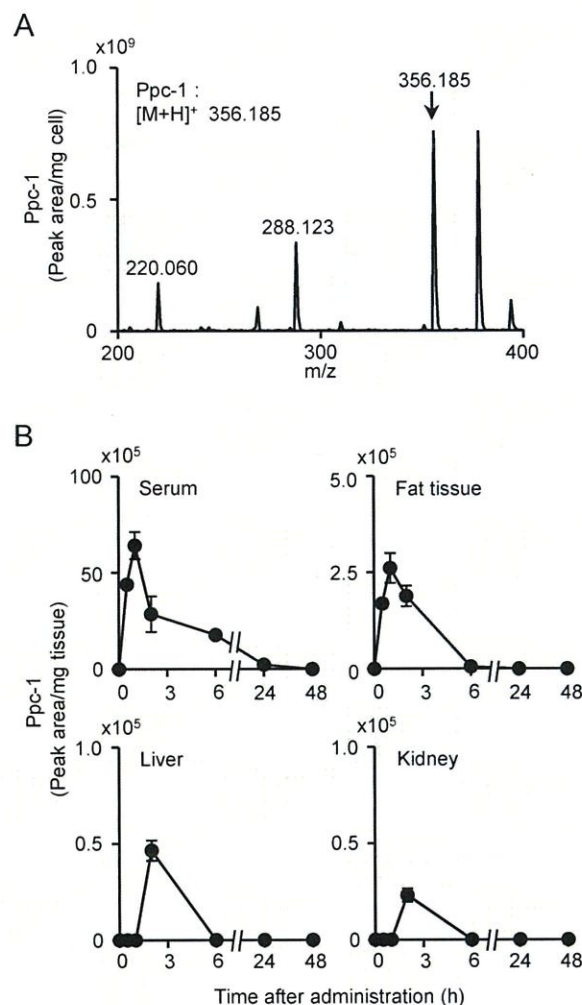 A
x10⁹
1.0
0.5
0
Ppc-1
(Peak area/mg cell)
Ppc-1 :
[M+H]⁺ 356.185
220.060
288.123
356.185
200
300
400
m/z
B
x10⁵
100
50
0
Serum
0
3
6
24
48
x10⁵
5.0
2.5
0
Fat tissue
0
3
6
24
48
Ppc-1
(Peak area/mg tissue)
x10⁵
1.0
0.5
0
Liver
0
3
6
24
48
x10⁵
1.0
0.5
0
Kidney
0
3
6
24
48
Time after administration (h)